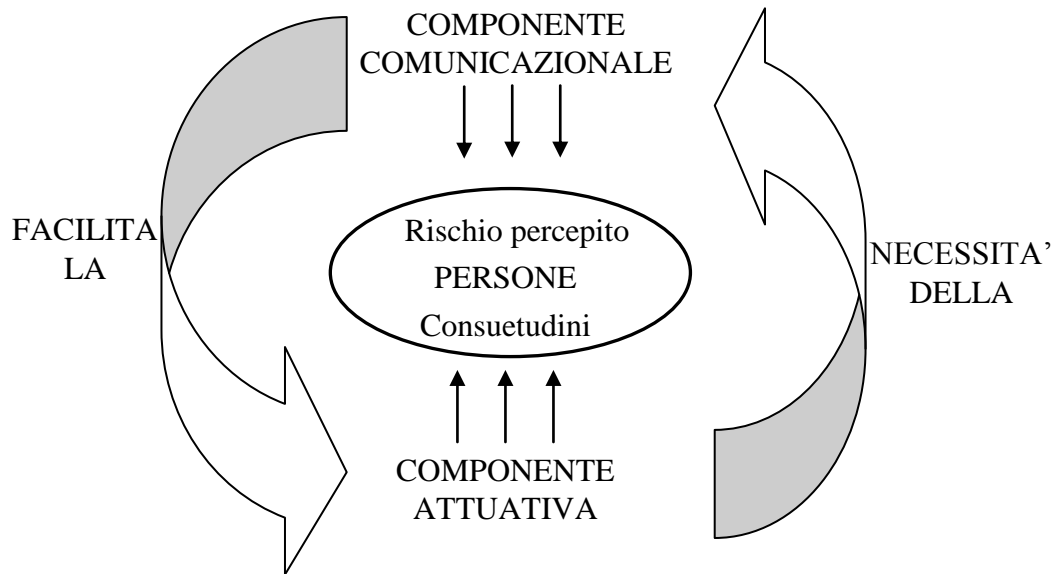 COMPONENTE
COMUNICAZIONALE
FACILITA
LA
Rischio percepito
PERSONE
Consuetudini
NECESSITA’
DELLA
COMPONENTE
ATTUATIVA